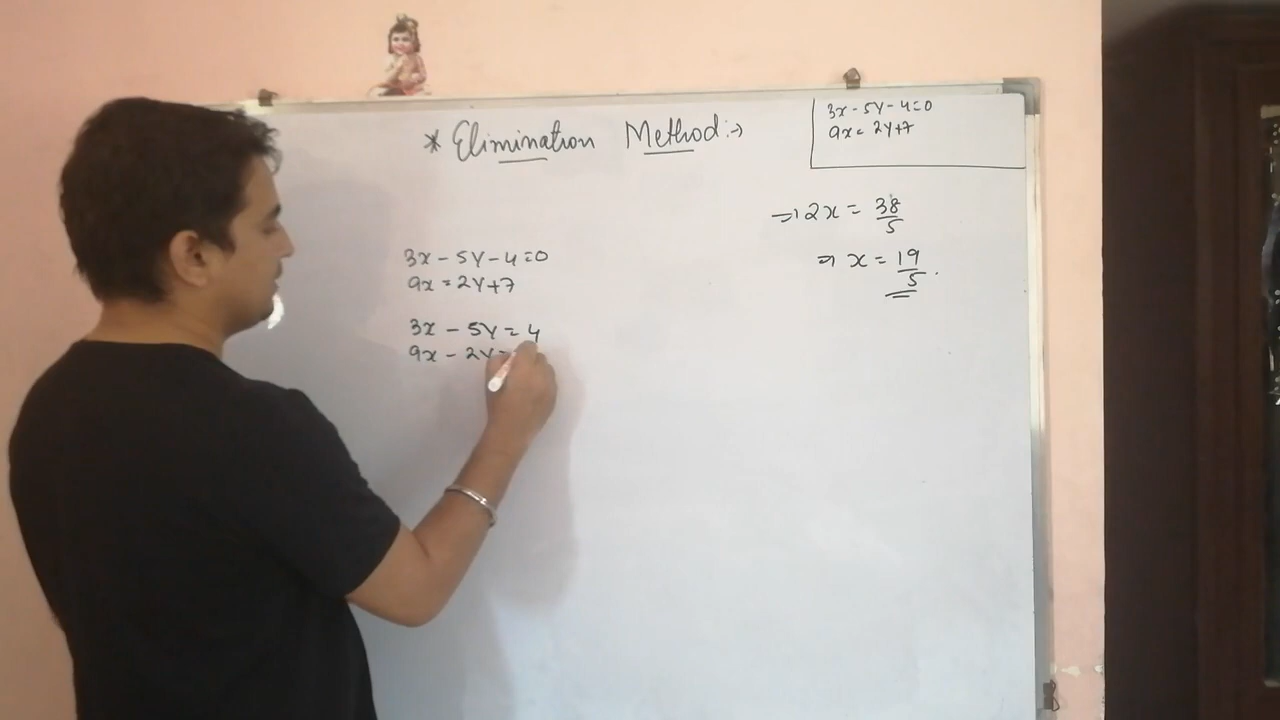 * Elimination Method :→
3x - 5y - 4 = 0
9x = 2y + 7
⇒ 2x = 38/5
⇒ x = 19/5.
3x - 5y - 4 = 0
9x = 2y + 7
3x - 5y = 4
9x - 2y =